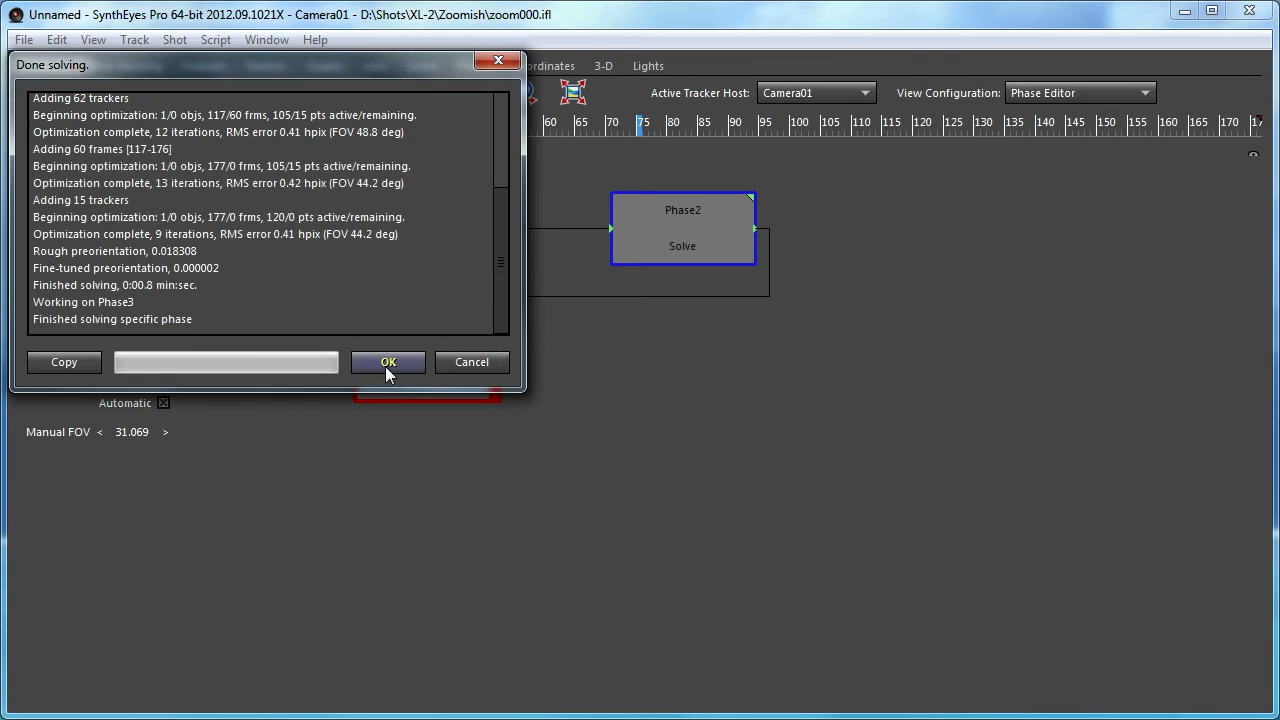 Unnamed - SynthEyes Pro 64-bit 2012.09.1021X - Camera01 - D:\Shots\XL-2\Zoomish\zoom000.ifl
File Edit View Track Shot Script Window Help
Done solving.
ordinates 3-D Lights
Active Tracker Host: Camera01 View Configuration: Phase Editor
60 65 70 75 80 85 90 95 100 105 110 115 120 125 130 135 140 145 150 155 160 165 170 17
Adding 62 trackers
Beginning optimization: 1/0 objs, 117/60 frms, 105/15 pts active/remaining.
Optimization complete, 12 iterations, RMS error 0.41 hpix (FOV 48.8 deg)
Adding 60 frames [117-176]
Beginning optimization: 1/0 objs, 177/0 frms, 105/15 pts active/remaining.
Optimization complete, 13 iterations, RMS error 0.42 hpix (FOV 44.2 deg)
Adding 15 trackers
Beginning optimization: 1/0 objs, 177/0 frms, 120/0 pts active/remaining.
Optimization complete, 9 iterations, RMS error 0.41 hpix (FOV 44.2 deg)
Rough preorientation, 0.018308
Fine-tuned preorientation, 0.000002
Finished solving, 0:00.8 min:sec.
Working on Phase3
Finished solving specific phase
Phase2
Solve
Copy OK Cancel
Automatic
Manual FOV < 31.069 >